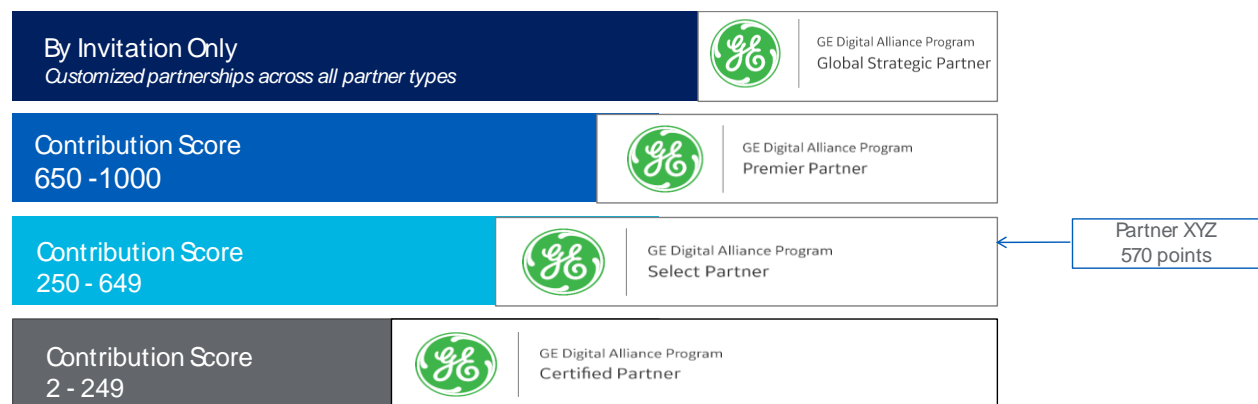 By Invitation Only
Customized partnerships across all partner types
GE
GE Digital Alliance Program
Global Strategic Partner
Contribution Score
650 -1000
GE
GE Digital Alliance Program
Premier Partner
Contribution Score
250 - 649
GE
GE Digital Alliance Program
Select Partner
Partner XYZ
570 points
Contribution Score
2 - 249
GE
GE Digital Alliance Program
Certified Partner